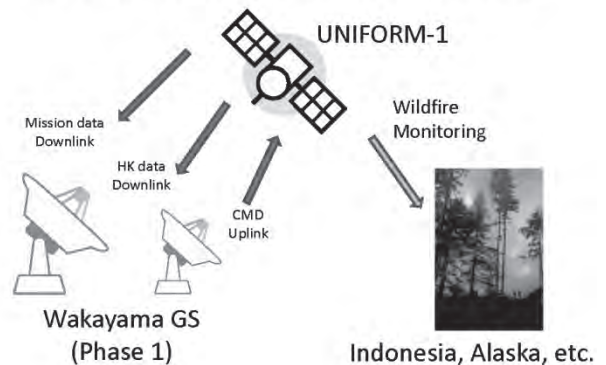 UNIFORM-1
Mission data
Downlink
HK data
Downlink
CMD
Uplink
Wildfire
Monitoring
Wakayama GS
(Phase 1)
Indonesia, Alaska, etc.